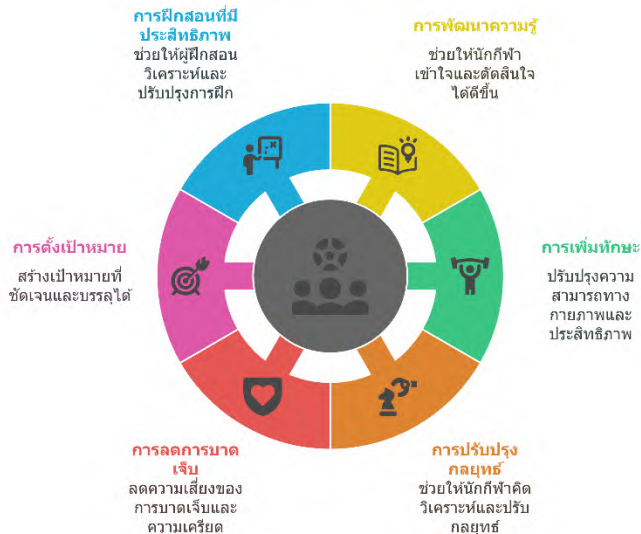 การฝึกสอนที่มี
ประสิทธิภาพ
ช่วยให้ผู้ฝึกสอน
วิเคราะห์และ
ปรับปรุงการฝึก
การพัฒนาความรู้
ช่วยให้นักกีฬา
เข้าใจและตัดสินใจ
ได้ดีขึ้น
การตั้งเป้าหมาย
สร้างเป้าหมายที่
ชัดเจนและบรรลุได้
การเพิ่มทักษะ
ปรับปรุงความ
สามารถทาง
กายภาพและ
ประสิทธิภาพ
การลดการบาด
เจ็บ
ลดความเสี่ยงของ
การบาดเจ็บและ
ความเครียด
การปรับปรุง
กลยุทธ์
ช่วยให้นักกีฬาคิด
วิเคราะห์และปรับ
กลยุทธ์